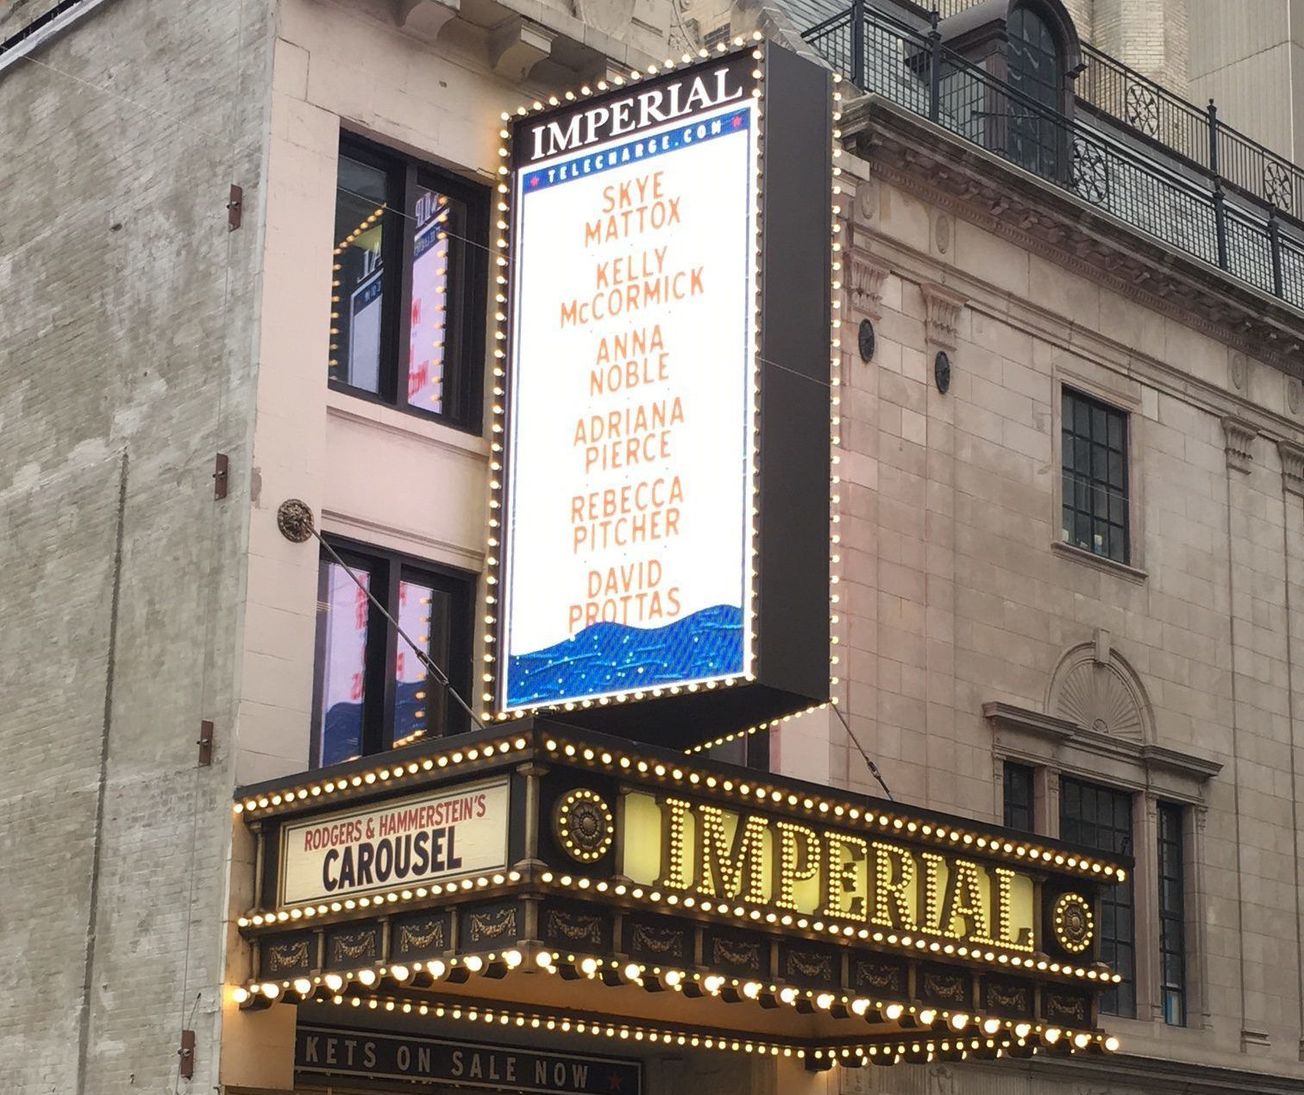 IMPERIAL
TELECHARGE.COM
SKYE
MATTOX
KELLY
McCORMICK
ANNA
NOBLE
ADRIANA
PIERCE
REBECCA
PITCHER
DAVID
PROTTAS
RODGERS & HAMMERSTEIN'S
CAROUSEL
IMPERIAL
KETS ON SALE NOW